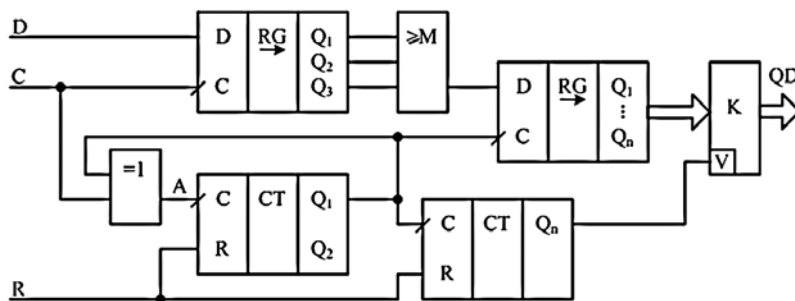 D
D RG Q₁ ≥M
Q₂
C
C Q₃
D RG Q₁ K QD
⋮
C Qₙ V
=1
A
C CT Q₁
R Q₂
C CT Qₙ
R
R